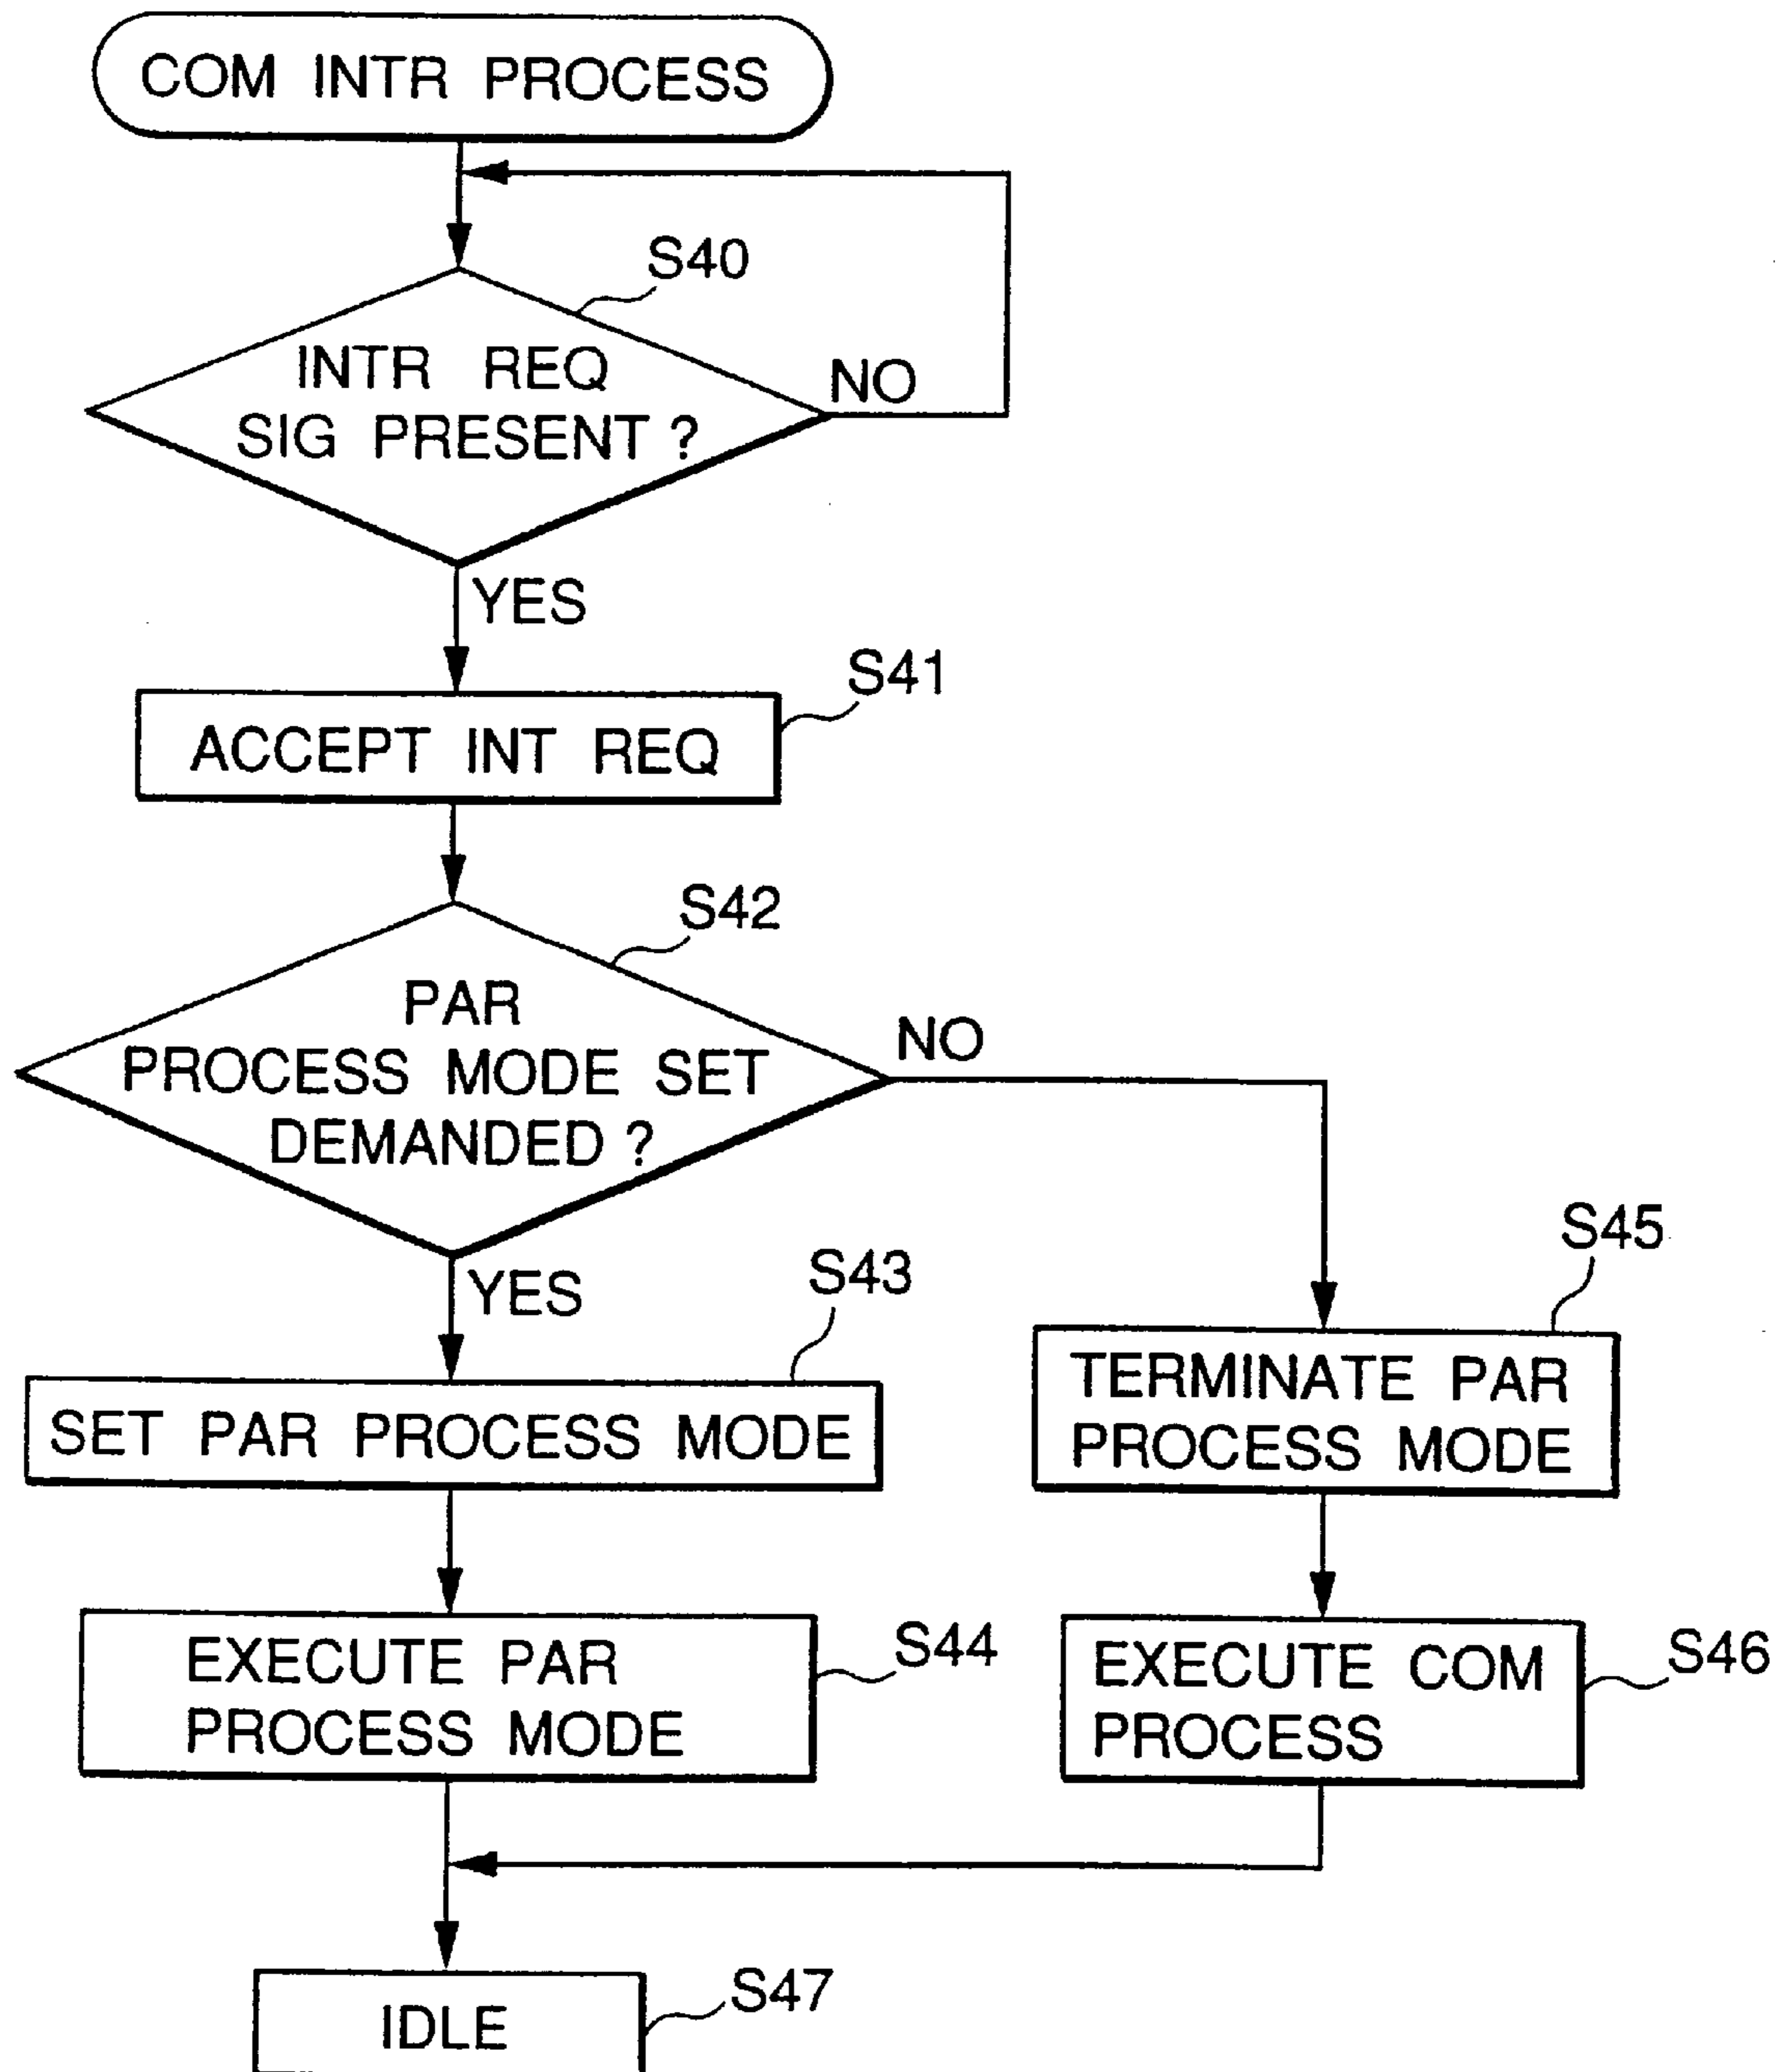 COM INTR PROCESS
S40
INTR REQ
SIG PRESENT ?
NO
YES
S41
ACCEPT INT REQ
S42
PAR
PROCESS MODE SET
DEMANDED ?
NO
YES
S43
SET PAR PROCESS MODE
S45
TERMINATE PAR
PROCESS MODE
EXECUTE PAR
PROCESS MODE
S44
EXECUTE COM
PROCESS
S46
IDLE
S47